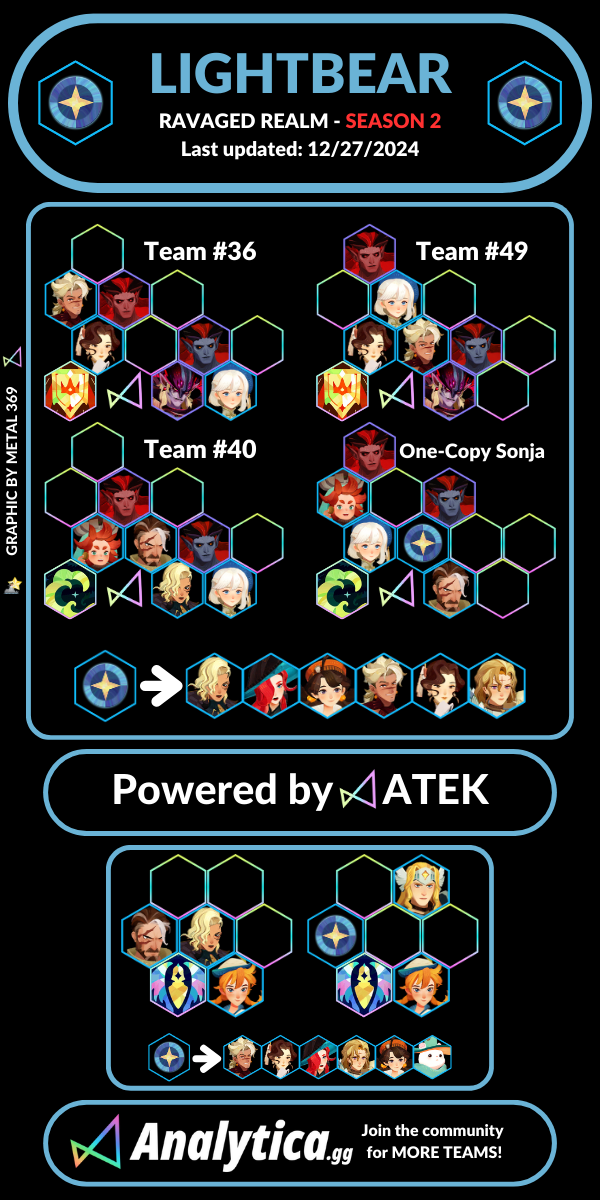 LIGHTBEAR
RAVAGED REALM - SEASON 2
Last updated: 12/27/2024
Team #36
Team #49
GRAPHIC BY METAL 369
Team #40
One-Copy Sonja
Powered by ATEK
Analytica.gg
Join the community
for MORE TEAMS!